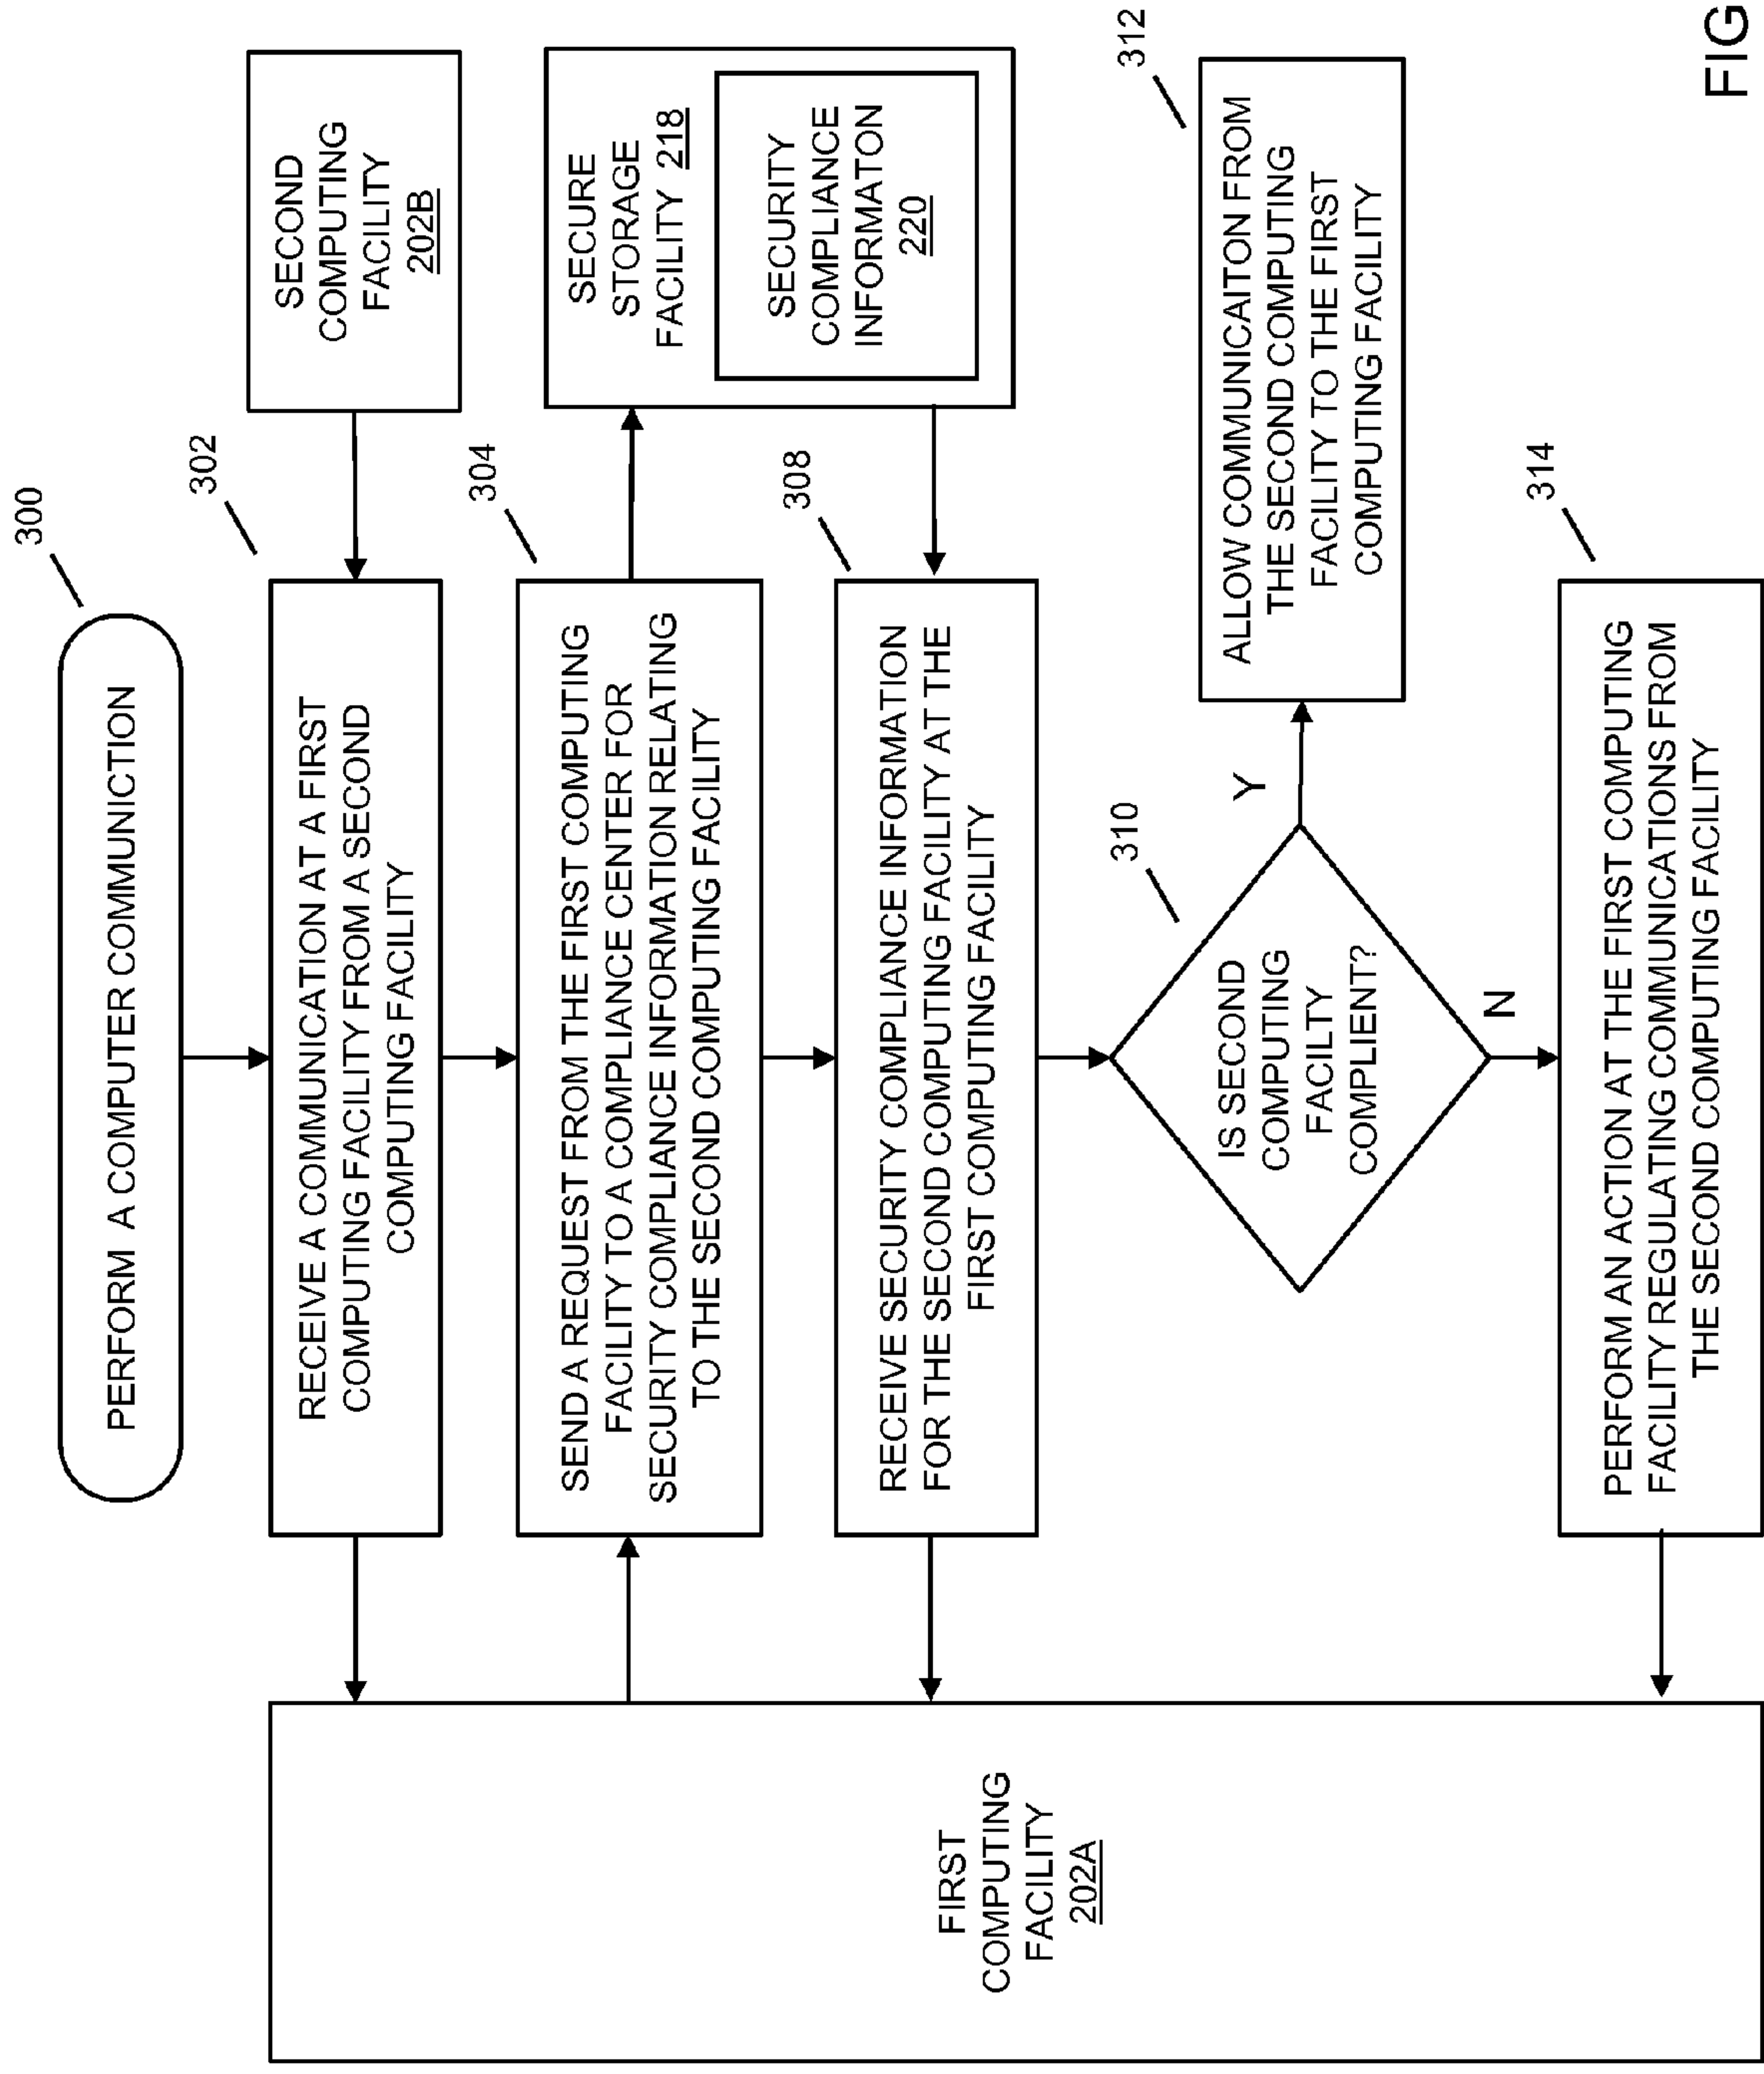 300
PERFORM A COMPUTER COMMUNICTION
302
RECEIVE A COMMUNICATION AT A FIRST
COMPUTING FACILITY FROM A SECOND
COMPUTING FACILITY
SECOND
COMPUTING
FACILITY
202B
304
SEND A REQUEST FROM THE FIRST COMPUTING
FACILITY TO A COMPLIANCE CENTER FOR
SECURITY COMPLIANCE INFORMATION RELATING
TO THE SECOND COMPUTING FACILITY
SECURE
STORAGE
FACILITY 218
SECURITY
COMPLIANCE
INFORMATON
220
308
RECEIVE SECURITY COMPLIANCE INFORMATION
FOR THE SECOND COMPUTING FACILITY AT THE
FIRST COMPUTING FACILITY
FIRST
COMPUTING
FACILITY
202A
310
IS SECOND
COMPUTING
FACILTY
COMPLIENT?
Y
N
312
ALLOW COMMUNICAITON FROM
THE SECOND COMPUTING
FACILITY TO THE FIRST
COMPUTING FACILITY
314
PERFORM AN ACTION AT THE FIRST COMPUTING
FACILITY REGULATING COMMUNICATIONS FROM
THE SECOND COMPUTING FACILITY
FIG